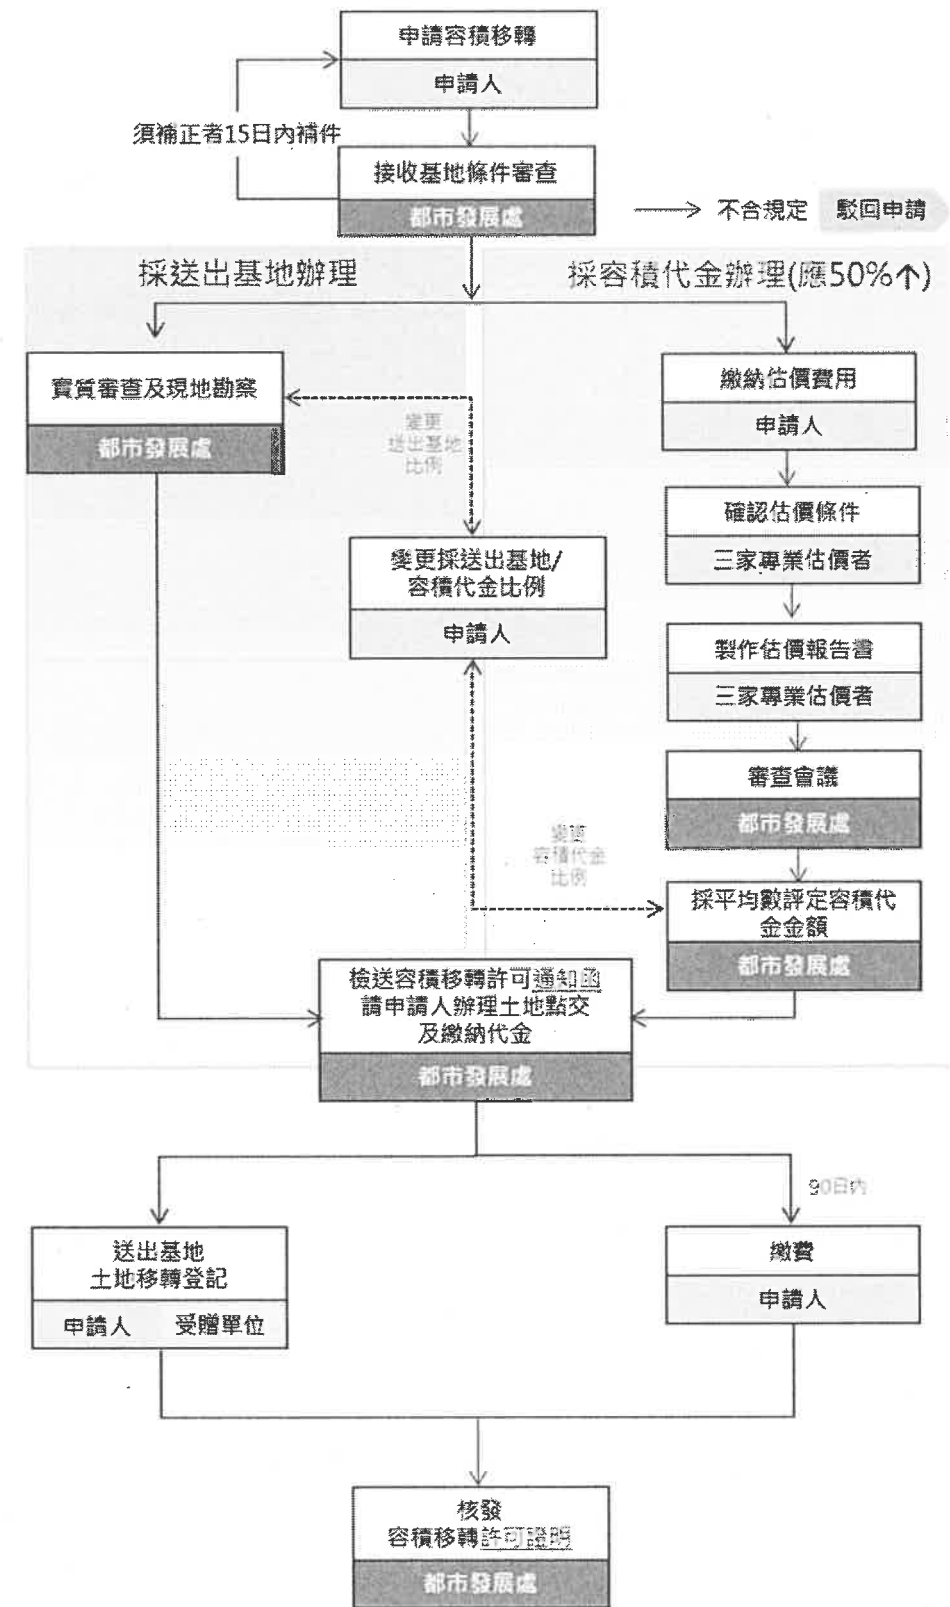 申請容積移轉
申請人
須補正者15日內補件
接收基地條件審查
都市發展處
不合規定
駁回申請
採送出基地辦理
採容積代金辦理(應50%↑)
實質審查及現地勘察
都市發展處
變更
送出基地
比例
繳納估價費用
申請人
確認估價條件
三家專業估價者
變更採送出基地/
容積代金比例
申請人
製作估價報告書
三家專業估價者
審查會議
都市發展處
變更
容積代金
比例
採平均數評定容積代
金金額
都市發展處
檢送容積移轉許可通知函
請申請人辦理土地點交
及繳納代金
都市發展處
90日內
送出基地
土地移轉登記
申請人 受贈單位
繳費
申請人
核發
容積移轉許可證明
都市發展處